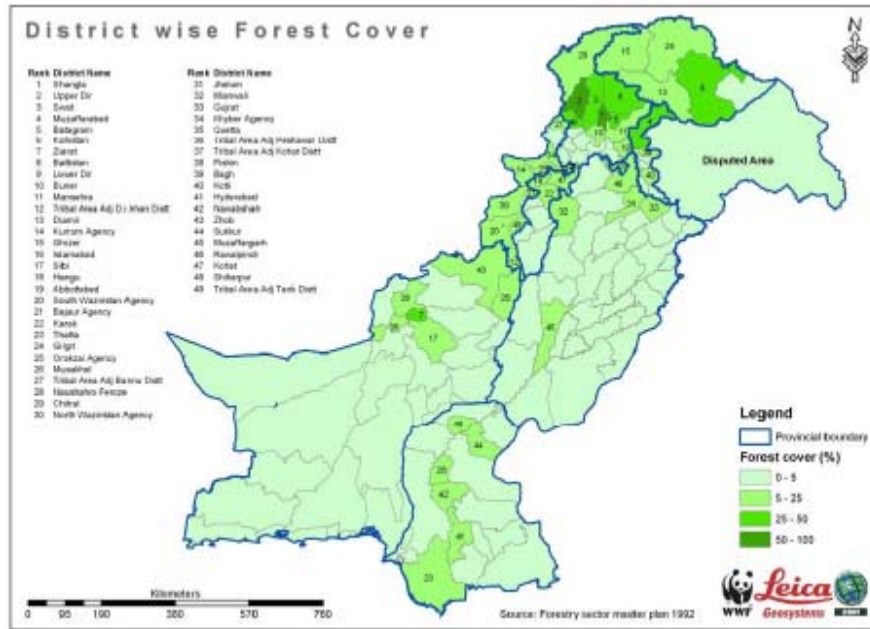 District wise Forest Cover
N
Rank District Name
1 Shangla
2 Upper Dir
3 Swat
4 Muzaffarabad
5 Batagram
6 Kohistan
7 Ziarat
8 Baltistan
9 Lower Dir
10 Buner
11 Mansehra
12 Tribal Area Adj D.I.khan Distt
13 Diamir
14 Kurram Agency
15 Ghizer
16 Islamabad
17 Sibi
18 Hangu
19 Abbottabad
20 South Waziristan Agency
21 Bajaur Agency
22 Karak
23 Thatta
24 Gilgit
25 Orakzai Agency
26 Musakhel
27 Tribal Area Adj Bannu Distt
28 Naushahro Feroze
29 Chitral
30 North Waziristan Agency
Rank District Name
31 Jhelum
32 Mianwali
33 Gujrat
34 Khyber Agency
35 Quetta
36 Tribal Area Adj Peshawar Distt
37 Tribal Area Adj Kohat Distt
38 Pishin
39 Bagh
40 Kotli
41 Hyderabad
42 Nawabshah
43 Zhob
44 Sukkur
45 Muzaffargarh
46 Rawalpindi
47 Kohat
48 Shikarpur
49 Tribal Area Adj Tank Distt
Disputed Area
Legend
Provincial boundary
Forest cover (%)
0 - 5
5 - 25
25 - 50
50 - 100
Kilometers
0 95 190 380 570 760
Source: Forestry sector master plan 1992
WWF
Leica
Geosystems